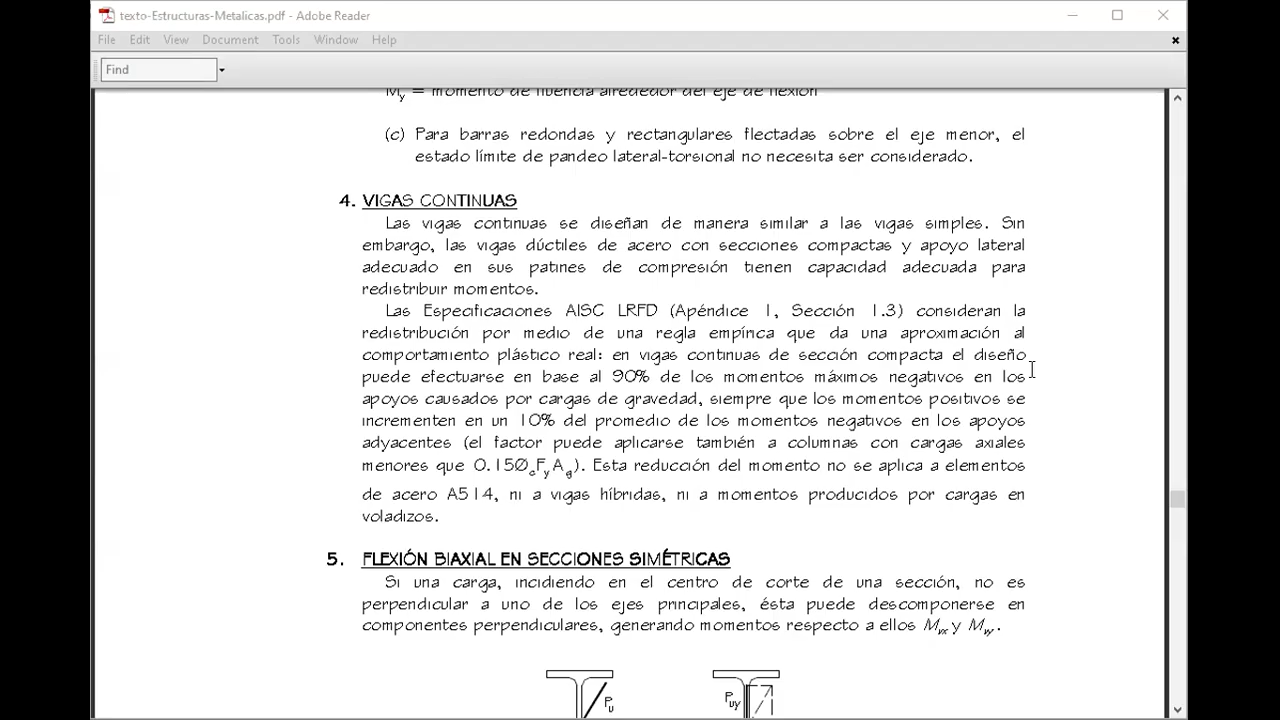 texto-Estructuras-Metalicas.pdf - Adobe Reader
File Edit View Document Tools Window Help
Find
My = momento de fluencia alrededor del eje de flexión
(c) Para barras redondas y rectangulares flectadas sobre el eje menor, el
estado límite de pandeo lateral-torsional no necesita ser considerado.
4. VIGAS CONTINUAS
Las vigas continuas se diseñan de manera similar a las vigas simples. Sin
embargo, las vigas dúctiles de acero con secciones compactas y apoyo lateral
adecuado en sus patines de compresión tienen capacidad adecuada para
redistribuir momentos.
Las Especificaciones AISC LRFD (Apéndice 1, Sección 1.3) consideran la
redistribución por medio de una regla empírica que da una aproximación al
comportamiento plástico real: en vigas continuas de sección compacta el diseño
puede efectuarse en base al 90% de los momentos máximos negativos en los
apoyos causados por cargas de gravedad, siempre que los momentos positivos se
incrementen en un 10% del promedio de los momentos negativos en los apoyos
adyacentes (el factor puede aplicarse también a columnas con cargas axiales
menores que 0.15ØcFyAg). Esta reducción del momento no se aplica a elementos
de acero A514, ni a vigas híbridas, ni a momentos producidos por cargas en
voladizos.
5. FLEXIÓN BIAXIAL EN SECCIONES SIMÉTRICAS
Si una carga, incidiendo en el centro de corte de una sección, no es
perpendicular a uno de los ejes principales, ésta puede descomponerse en
componentes perpendiculares, generando momentos respecto a ellos Mux y Muy.
Pu Puy